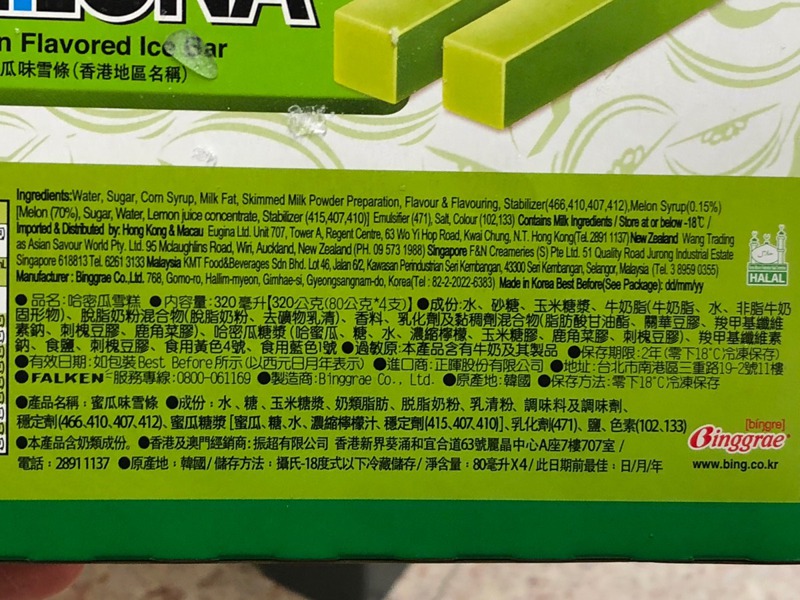 n Flavored Ice Bar
瓜味雪條(香港地區名稱)
Ingredients:Water, Sugar, Corn Syrup, Milk Fat, Skimmed Milk Powder Preparation, Flavour & Flavouring, Stabilizer(466,410,407,412),Melon Syrup(0.15%)
[Melon (70%), Sugar, Water, Lemon juice concentrate, Stabilizer (415,407,410)] Emulsifier (471), Salt, Colour (102,133) Contains Milk Ingredients / Store at or below -18℃ /
Imported & Distributed by: Hong Kong & Macau Eugina Ltd. Unit 707, Tower A, Regent Centre, 63 Wo Yi Hop Road, Kwai Chung, N.T. Hong Kong(Tel.2891 1137) New Zealand Wang Trading
as Asian Savour World Pty. Ltd. 95 Mclaughlins Road, Wiri, Auckland, New Zealand (PH. 09 573 1988) Singapore F&N Creameries (S) Pte Ltd. 51 Quality Road Jurong Industrial Estate
Singapore 618813 Tel. 6261 3133 Malaysia KMT Food&Beverages Sdn Bhd. Lot 46, Jalan 6/2, Kawasan Perindustrian Seri Kembangan, 43300 Seri Kembangan, Selangor, Malaysia (Tel. 3 8959 0355)
Manufacturer : Binggrae Co.,Ltd. 768, Gomo-ro, Hallim-myeon, Gimhae-si, Gyeongsangnam-do, Korea(Tel : 82-2-2022-6383) Made in Korea Best Before(See Package): dd/mm/yy
HALAL
●品名:哈密瓜雪糕 ●內容量:320毫升【320公克(80公克*4支)】 ●成份:水、砂糖、玉米糖漿、牛奶脂(牛奶脂、水、非脂牛奶
固形物)、脫脂奶粉混合物(脫脂奶粉、去礦物乳清)、香料、乳化劑及黏稠劑混合物(脂肪酸甘油酯、關華豆膠、羧甲基纖維
素鈉、刺槐豆膠、鹿角菜膠)、哈密瓜糖漿(哈蜜瓜、糖、水、濃縮檸檬、玉米糖膠、鹿角菜膠、刺槐豆膠)、羧甲基纖維素
鈉、食鹽、刺槐豆膠、食用黃色4號、食用藍色1號 ●過敏原:本產品含有牛奶及其製品 ●保存期限:2年(零下18℃冷凍保存)
●有效日期:如包裝Best Before所示(以西元日月年表示) ●進口商:正暉股份有限公司 ●地址:台北市南港區三重路19-2號11樓
●FALKEN 服務專線:0800-061169 ●製造商:Binggrae Co., Ltd. ●原產地:韓國 ●保存方法:零下18℃冷凍保存
●產品名稱:蜜瓜味雪條 ●成份:水、糖、玉米糖漿、奶類脂肪、脱脂奶粉、乳清粉、調味料及調味劑、
穩定劑(466,410,407,412)、蜜瓜糖漿[蜜瓜、糖、水、濃縮檸檬汁、穩定劑(415,407,410)]、乳化劑(471)、鹽、色素(102,133)
●本產品含奶類成份。 ●香港及澳門經銷商:振超有限公司 香港新界葵涌和宜合道63號麗晶中心A座7樓707室 /
電話:2891 1137 ●原產地:韓國/ 儲存方法:攝氏-18度式以下冷藏儲存/ 淨含量:80毫升X4/ 此日期前最佳:日/月/年
[bingre]
Binggrae
www.bing.co.kr